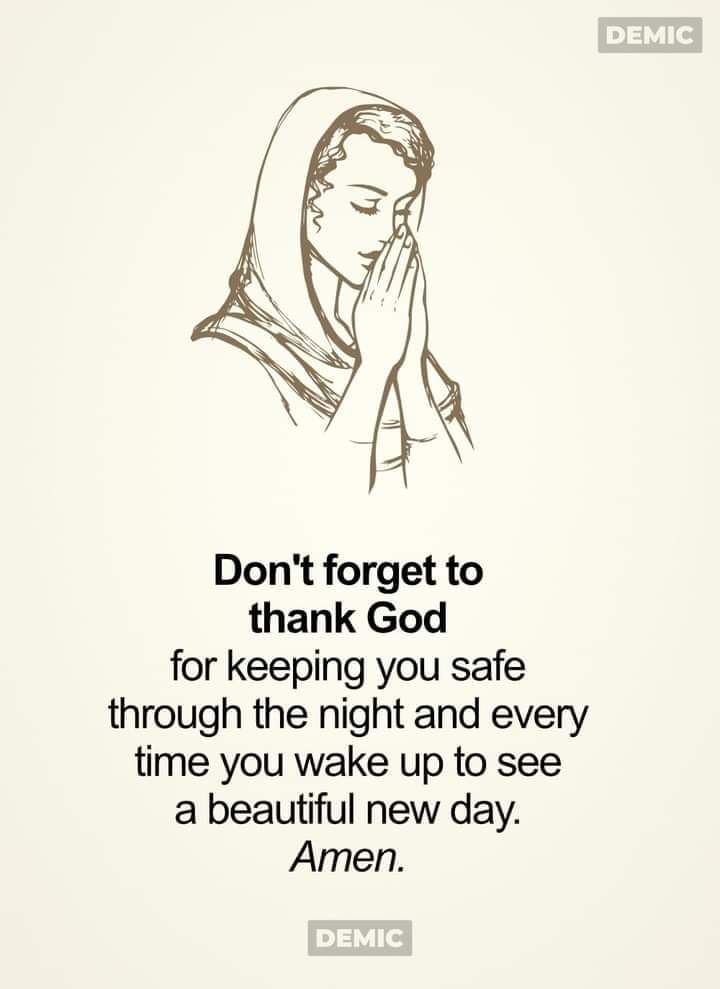 DEMIC
Don't forget to
thank God
for keeping you safe
through the night and every
time you wake up to see
a beautiful new day.
Amen.
DEMIC